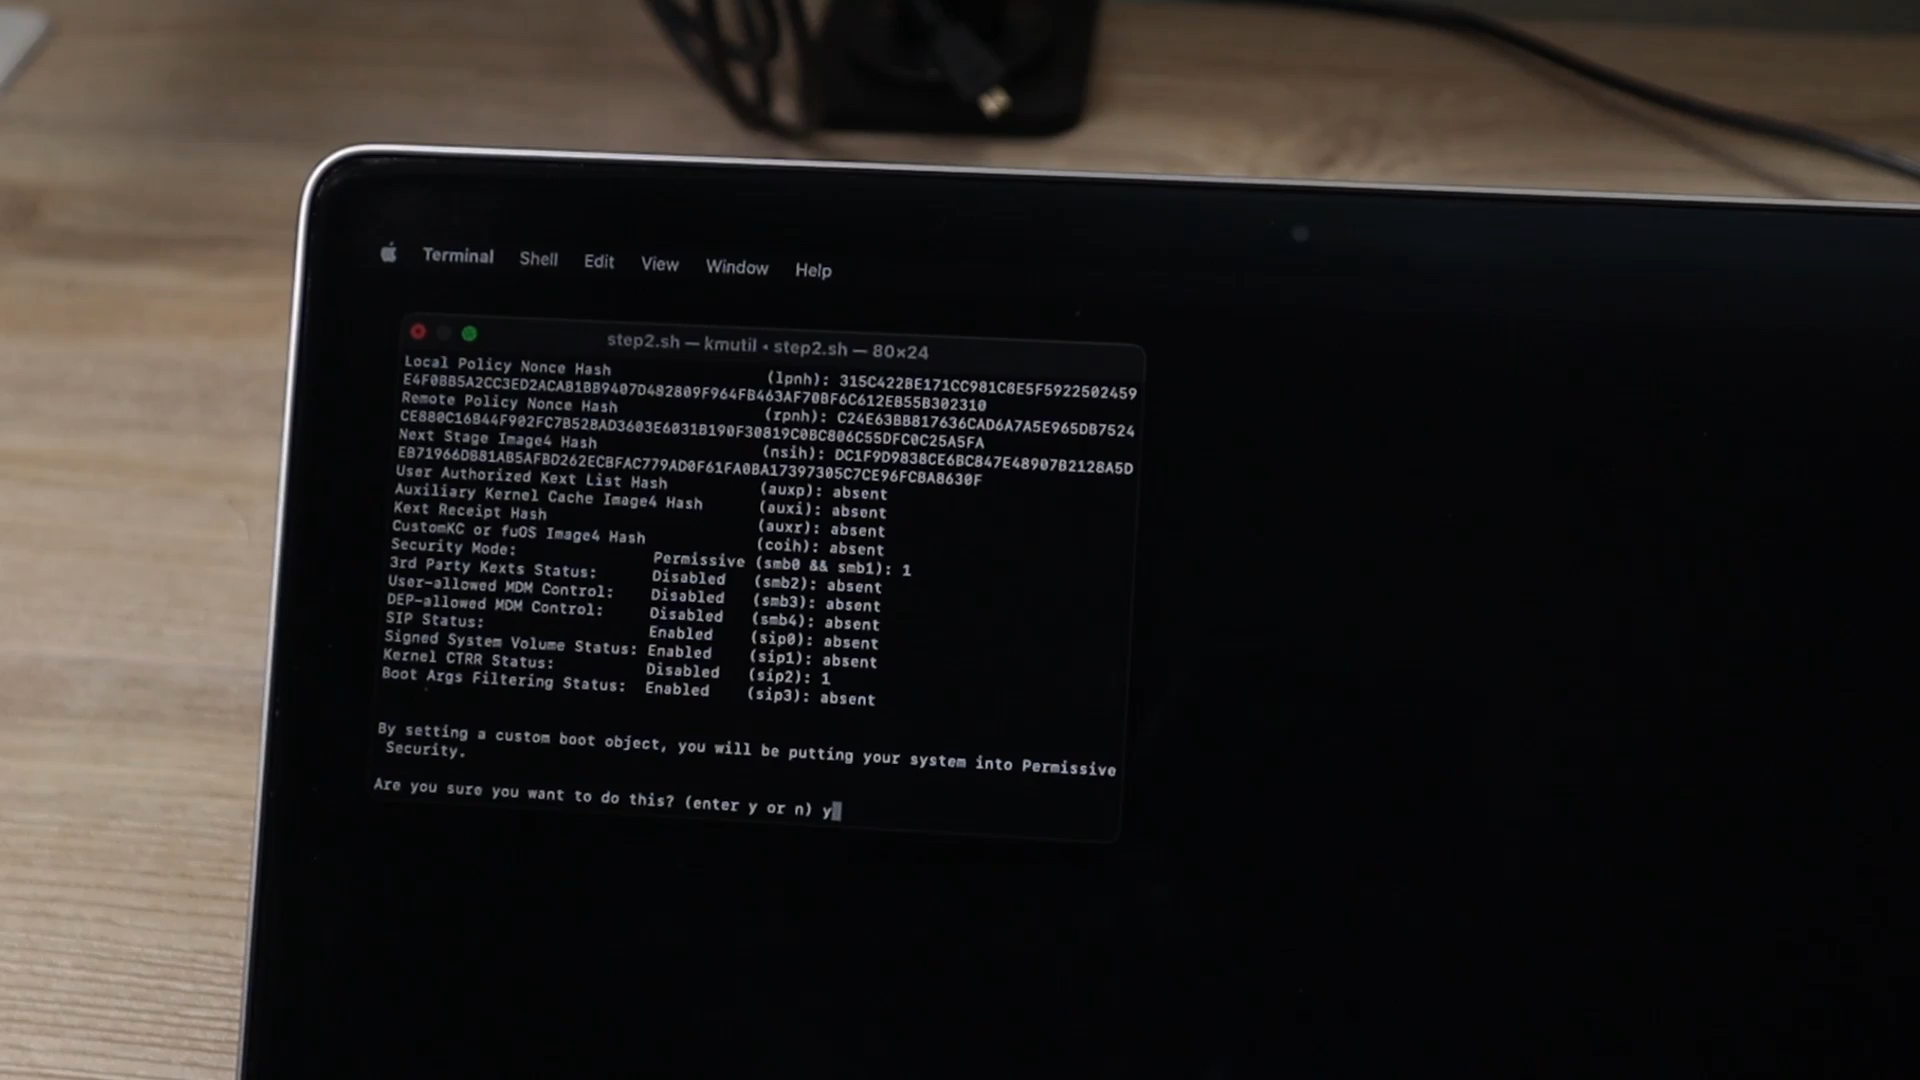 Terminal Shell Edit View Window Help
step2.sh — kmutil • step2.sh — 80×24
Local Policy Nonce Hash (lpnh): 315C422BE171CC981C8E5F5922502459
E4F0BB5A2CC3ED2ACAB1BB9407D482809F964FB463AF70BF6C612EB55B302310
Remote Policy Nonce Hash (rpnh): C24E63BB817636CAD6A7A5E965DB7524
CE880C16B44F902FC7B528AD3603E6031B190F30819C0BC806C55DFC0C25A5FA
Next Stage Image4 Hash (nsih): DC1F9D9838CE6BC847E48907B2128A5D
EB71966DB81AB5AFBD262ECBFAC779AD0F61FA0BA17397305C7CE96FCBA8630F
User Authorized Kext List Hash (auxp): absent
Auxiliary Kernel Cache Image4 Hash (auxi): absent
Kext Receipt Hash (auxr): absent
CustomKC or fuOS Image4 Hash (coih): absent
Security Mode: Permissive (smb0 && smb1): 1
3rd Party Kexts Status: Disabled (smb2): absent
User-allowed MDM Control: Disabled (smb3): absent
DEP-allowed MDM Control: Disabled (smb4): absent
SIP Status: Enabled (sip0): absent
Signed System Volume Status: Enabled (sip1): absent
Kernel CTRR Status: Disabled (sip2): 1
Boot Args Filtering Status: Enabled (sip3): absent
By setting a custom boot object, you will be putting your system into Permissive
Security.
Are you sure you want to do this? (enter y or n) y